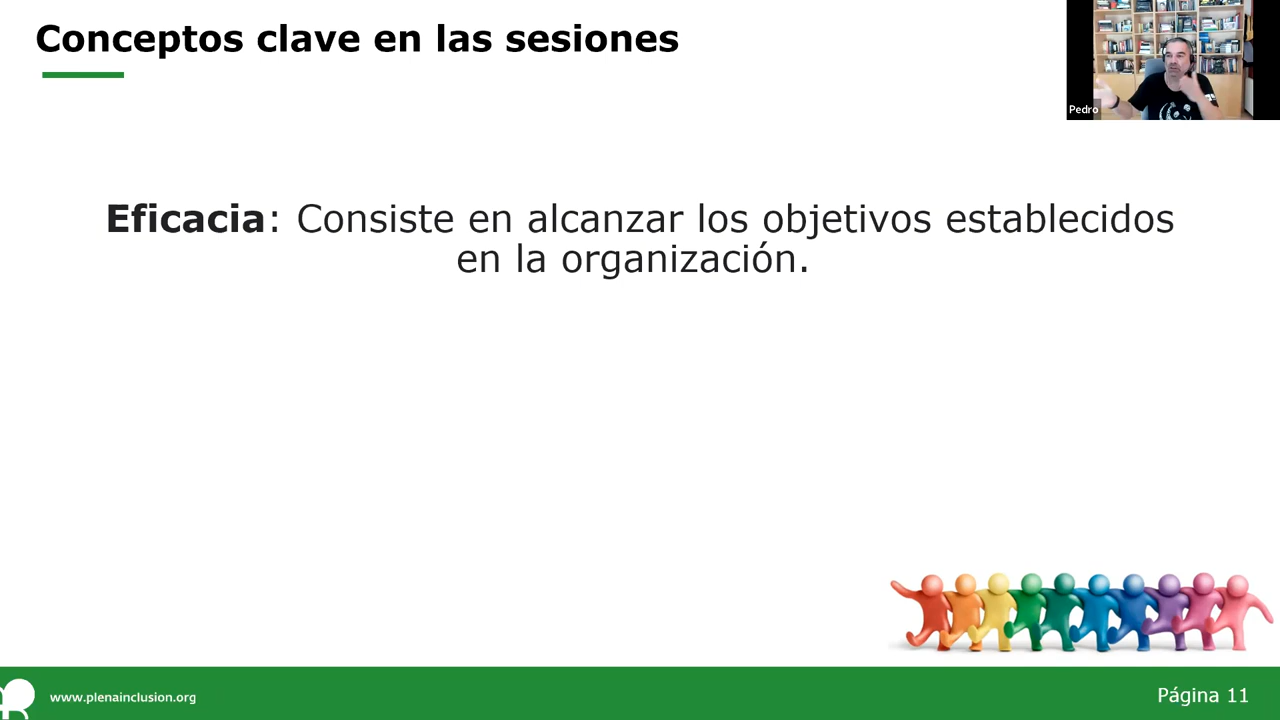 Conceptos clave en las sesiones
Pedro
Eficacia: Consiste en alcanzar los objetivos establecidos
en la organización.
www.plenainclusion.org
Página 11